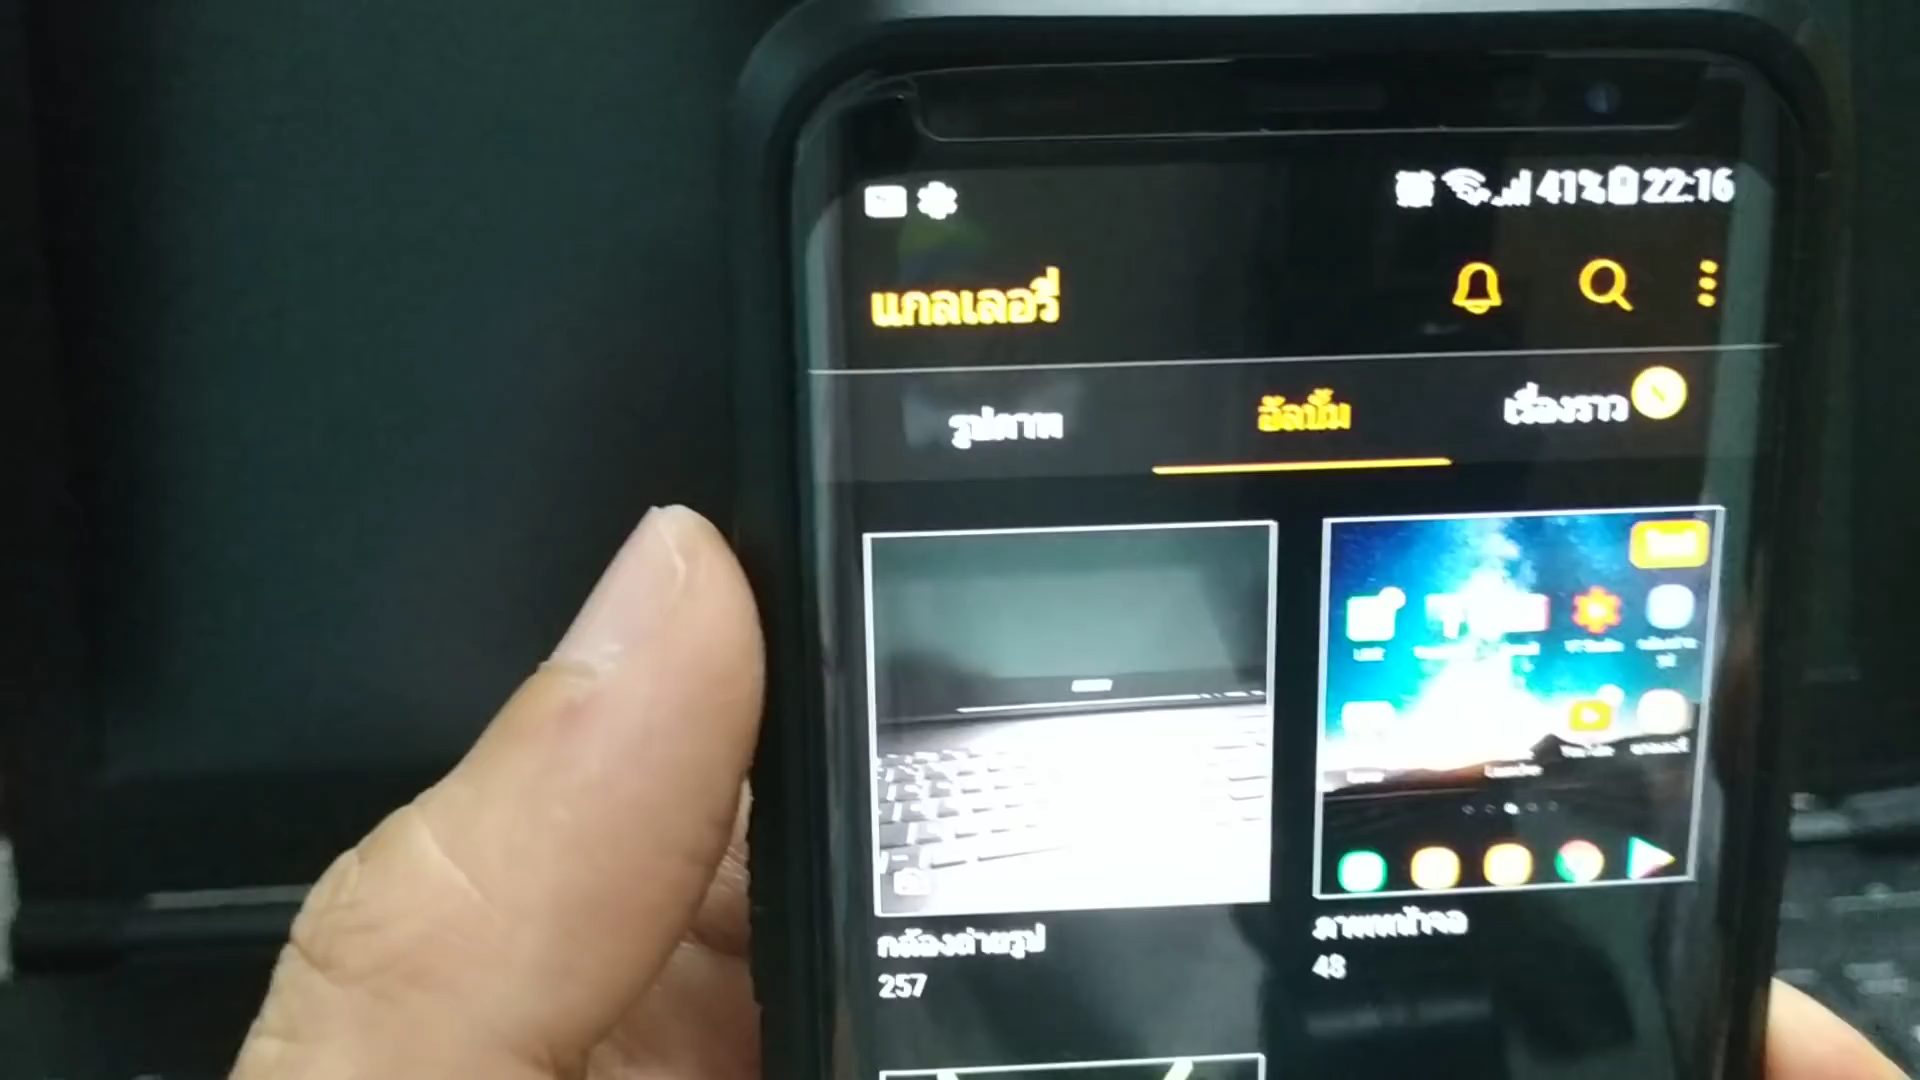 41% 22:16
แกลเลอรี่
รูปภาพ อัลบั้ม เรื่องราว
กล้องถ่ายรูป
257
ภาพหน้าจอ
48